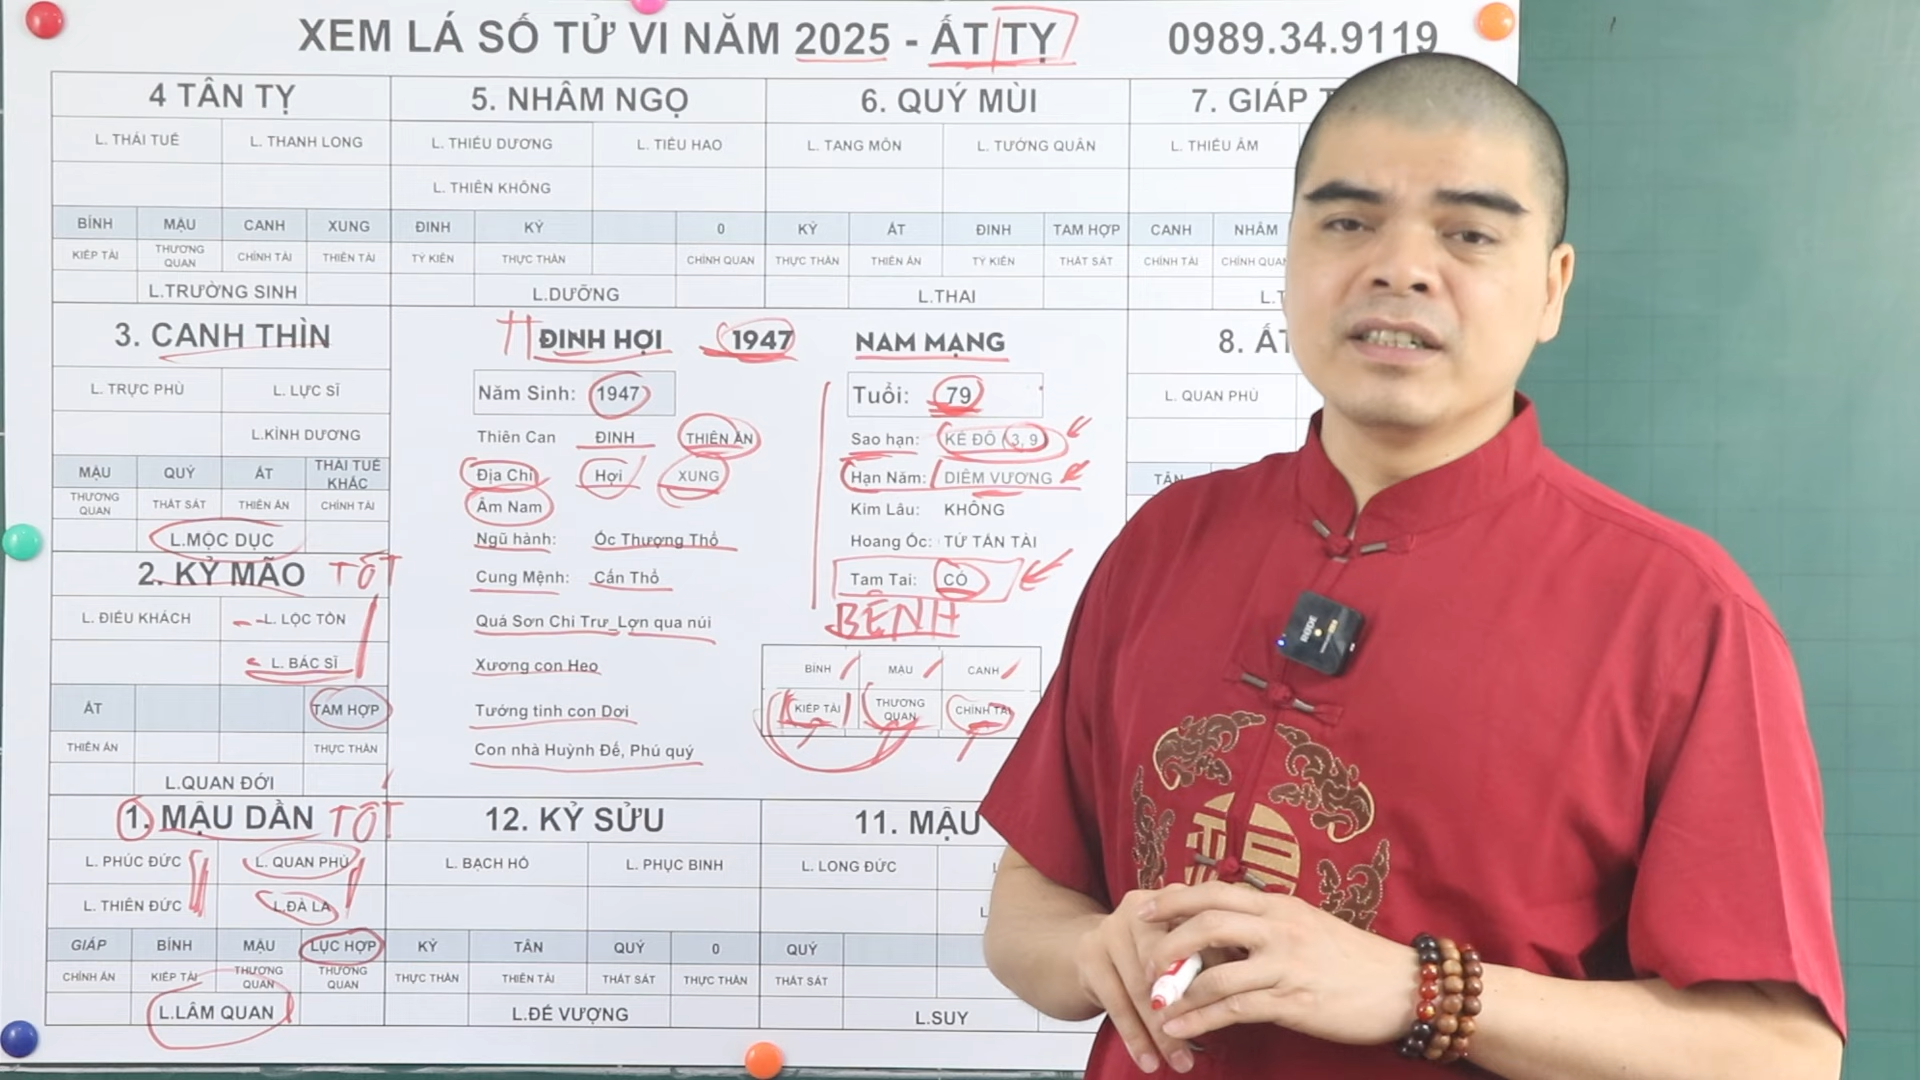 XEM LÁ SỐ TỬ VI NĂM 2025 - ẤT TỴ 0989.34.9119
4 TÂN TỴ
L. THÁI TUẾ L. THANH LONG
BÍNH MẬU CANH XUNG
KIẾP TÀI THƯƠNG QUAN CHÍNH TÀI THIÊN TÀI
L.TRƯỜNG SINH
5. NHÂM NGỌ
L. THIẾU DƯƠNG L. TIỂU HAO
L. THIÊN KHÔNG
ĐINH KỶ 0
TỶ KIÊN THỰC THẦN CHÍNH QUAN
L.DƯỠNG
6. QUÝ MÙI
L. TANG MÔN L. TƯỚNG QUÂN
KỶ ẤT ĐINH TAM HỢP
THỰC THẦN THIÊN ẤN TỶ KIÊN THẤT SÁT
L.THAI
7. GIÁP
L. THIẾU ÂM
CANH NHÂM
CHÍNH TÀI CHÍNH QUAN
3. CANH THÌN
L. TRỰC PHÙ L. LỰC SĨ
L.KÌNH DƯƠNG
MẬU QUÝ ẤT THÁI TUẾ KHẮC
THƯƠNG QUAN THẤT SÁT THIÊN ẤN CHÍNH TÀI
L.MỘC DỤC
ĐINH HỢI 1947 NAM MẠNG
Năm Sinh: 1947 Tuổi: 79
Thiên Can ĐINH THIÊN ẤN Sao hạn: KẾ ĐÔ (3, 9)
Địa Chi Hợi XUNG Hạn Năm: DIÊM VƯƠNG
Âm Nam Kim Lâu: KHÔNG
Ngũ hành: Ốc Thượng Thổ Hoang Ốc: TỨ TẤN TÀI
Cung Mệnh: Cấn Thổ Tam Tai: CÓ
BỆNH
Quá Sơn Chi Trư_Lợn qua núi
Xương con Heo
Tướng tinh con Dơi
Con nhà Huỳnh Đế, Phú quý
BÍNH MẬU CANH
KIẾP TÀI THƯƠNG QUAN CHÍNH TÀI
8. ẤT
L. QUAN PHÙ
TÂN
2. KỶ MÃO TỐT
L. ĐIẾU KHÁCH L. LỘC TỒN
L. BÁC SĨ
ẤT TAM HỢP
THIÊN ẤN THỰC THẦN
L.QUAN ĐỚI
1. MẬU DẦN TỐT
L. PHÚC ĐỨC L. QUAN PHỦ
L. THIÊN ĐỨC L.ĐÀ LA
GIÁP BÍNH MẬU LỤC HỢP
CHÍNH ẤN KIẾP TÀI THƯƠNG QUAN THƯƠNG QUAN
L.LÂM QUAN
12. KỶ SỬU
L. BẠCH HỔ L. PHỤC BINH
KỶ TÂN QUÝ 0
THỰC THẦN THIÊN TÀI THẤT SÁT THỰC THẦN
L.ĐẾ VƯỢNG
11. MẬU
L. LONG ĐỨC
QUÝ
THẤT SÁT
L.SUY
RØDE